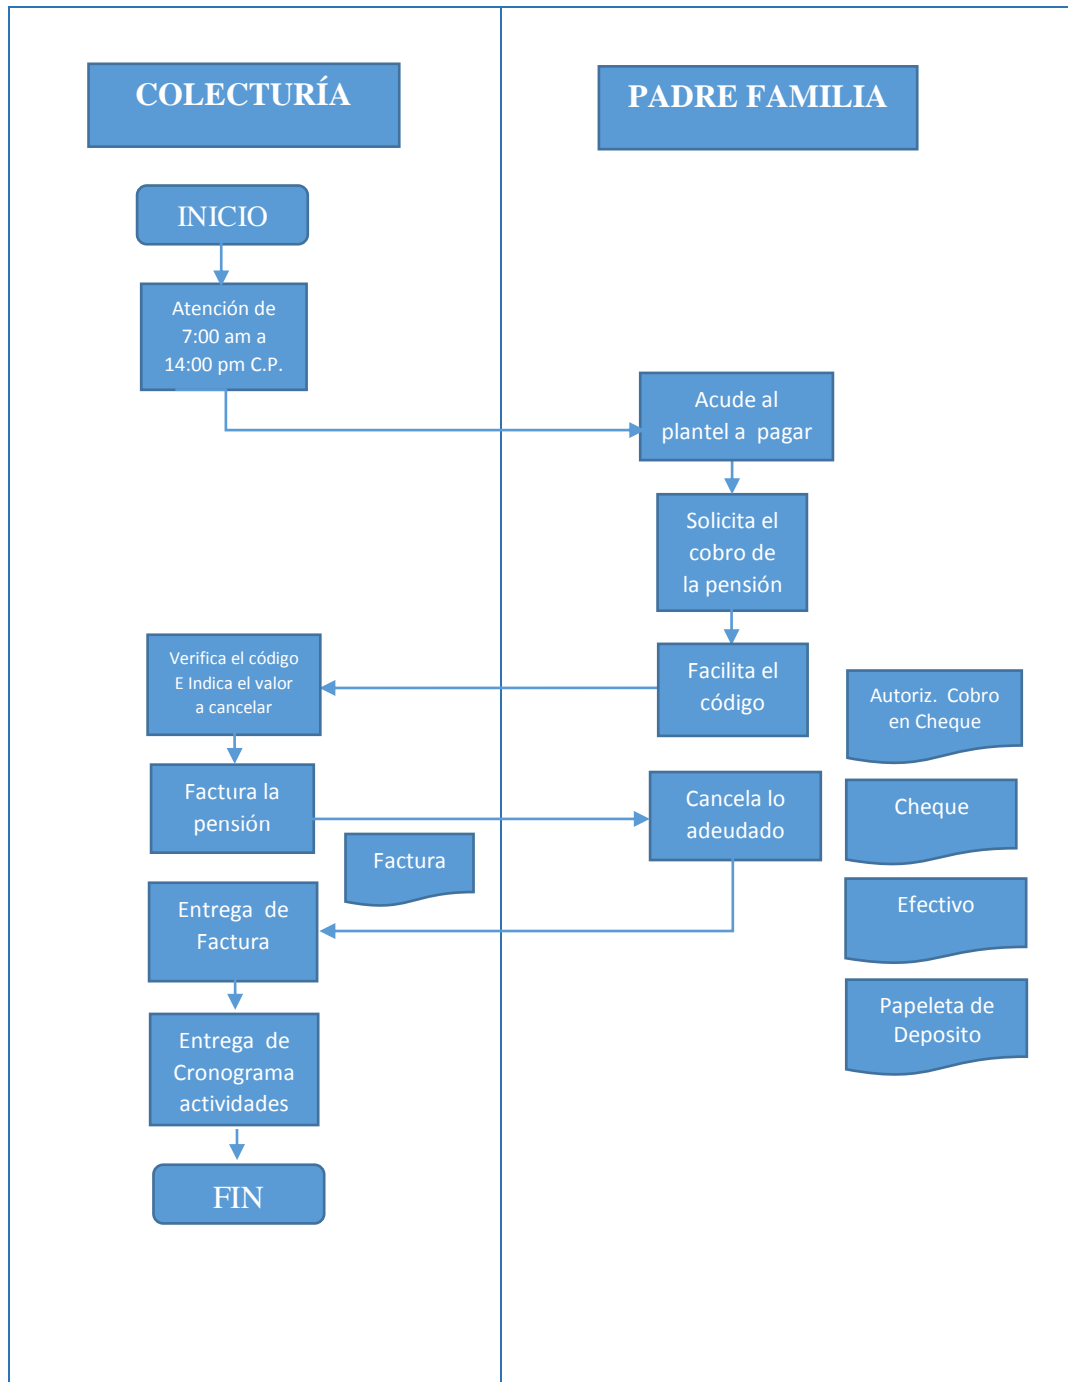 COLECTURÍA
PADRE FAMILIA
INICIO
Atención de
7:00 am a
14:00 pm C.P.
Acude al
plantel a pagar
Solicita el
cobro de
la pensión
Facilita el
código
Verifica el código
E Indica el valor
a cancelar
Autoriz. Cobro
en Cheque
Factura la
pensión
Cancela lo
adeudado
Cheque
Factura
Efectivo
Entrega de
Factura
Papeleta de
Deposito
Entrega de
Cronograma
actividades
FIN